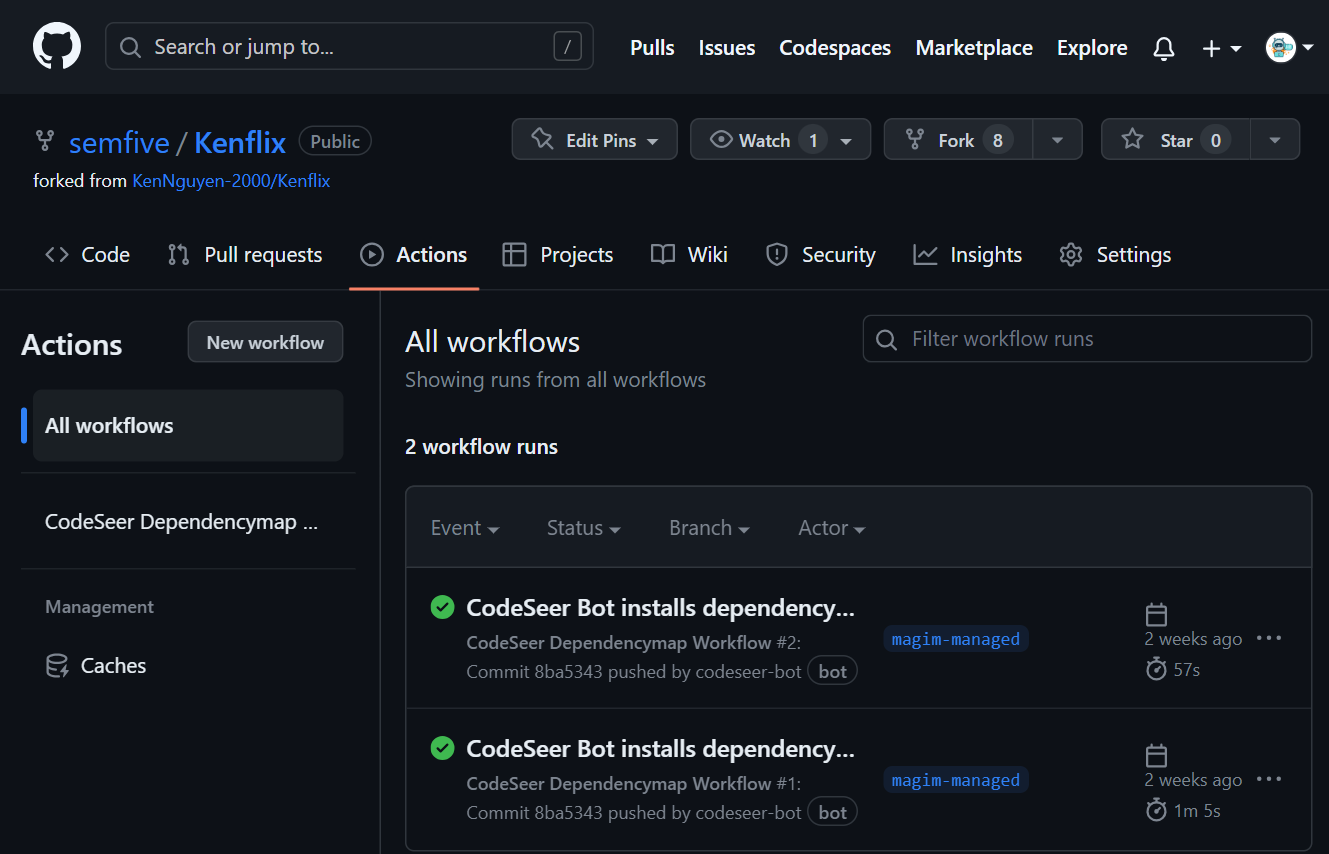 Search or jump to... /
Pulls Issues Codespaces Marketplace Explore
semfive / Kenflix Public
Edit Pins Watch 1 Fork 8 Star 0
forked from KenNguyen-2000/Kenflix
Code Pull requests Actions Projects Wiki Security Insights Settings
Actions New workflow
All workflows
CodeSeer Dependencymap ...
Management
Caches
All workflows
Showing runs from all workflows
Filter workflow runs
2 workflow runs
Event Status Branch Actor
CodeSeer Bot installs dependency...
CodeSeer Dependencymap Workflow #2:
Commit 8ba5343 pushed by codeseer-bot bot
magim-managed
2 weeks ago ...
57s
CodeSeer Bot installs dependency...
CodeSeer Dependencymap Workflow #1:
Commit 8ba5343 pushed by codeseer-bot bot
magim-managed
2 weeks ago ...
1m 5s